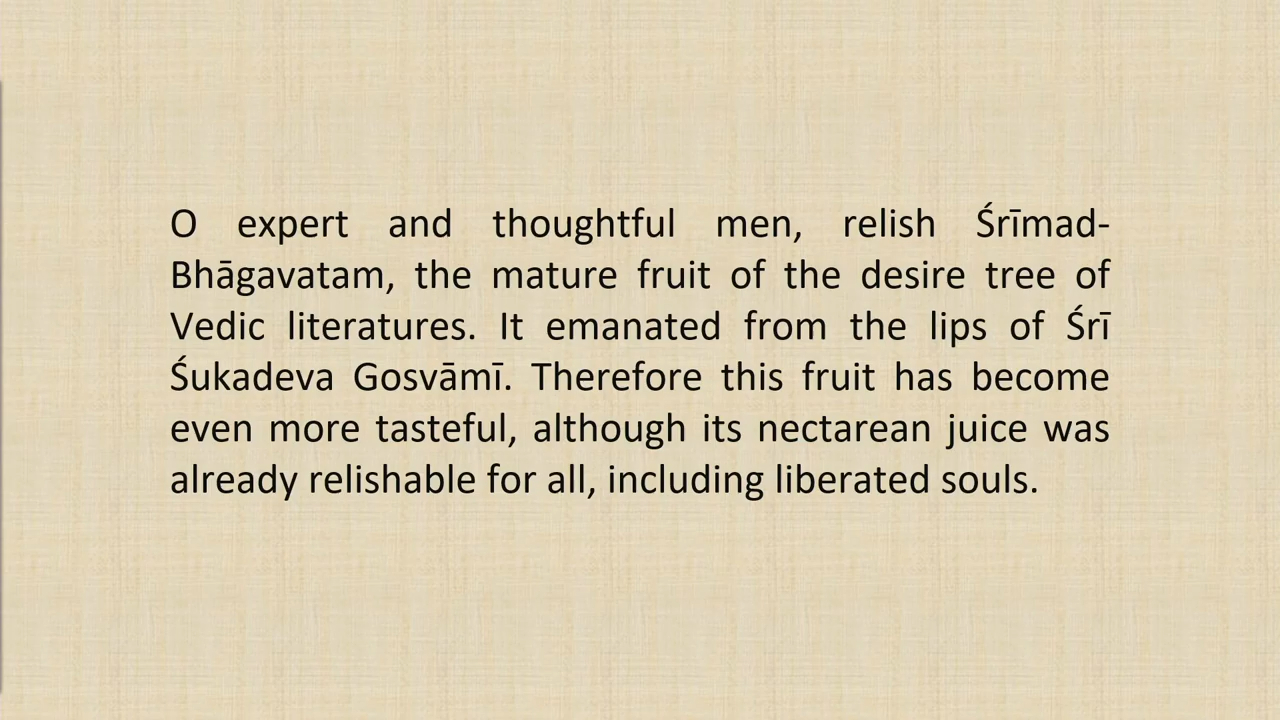 O expert and thoughtful men, relish Śrīmad-
Bhāgavatam, the mature fruit of the desire tree of
Vedic literatures. It emanated from the lips of Śrī
Śukadeva Gosvāmī. Therefore this fruit has become
even more tasteful, although its nectarean juice was
already relishable for all, including liberated souls.